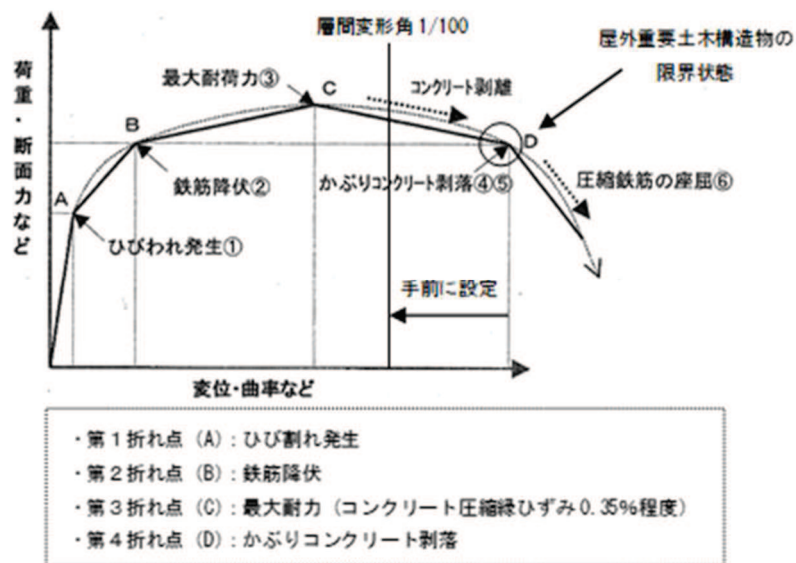 層間変形角1/100
屋外重要土木構造物の
限界状態
荷重・断面力など
最大耐荷力③
C
コンクリート剥離
B
D
鉄筋降伏②
かぶりコンクリート剥落④⑤
圧縮鉄筋の座屈⑥
A
ひびわれ発生①
手前に設定
変位・曲率など
・第1折れ点（A）：ひび割れ発生
・第2折れ点（B）：鉄筋降伏
・第3折れ点（C）：最大耐力（コンクリート圧縮縁ひずみ0.35%程度）
・第4折れ点（D）：かぶりコンクリート剥落